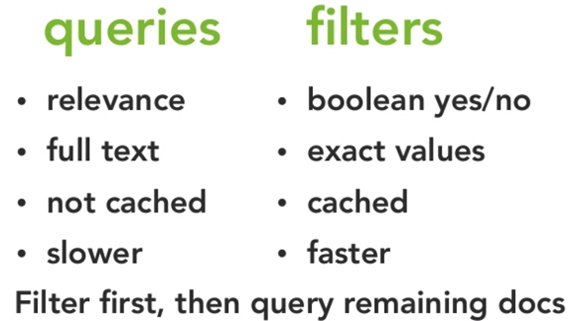 queries filters
• relevance • boolean yes/no
• full text • exact values
• not cached • cached
• slower • faster
Filter first, then query remaining docs